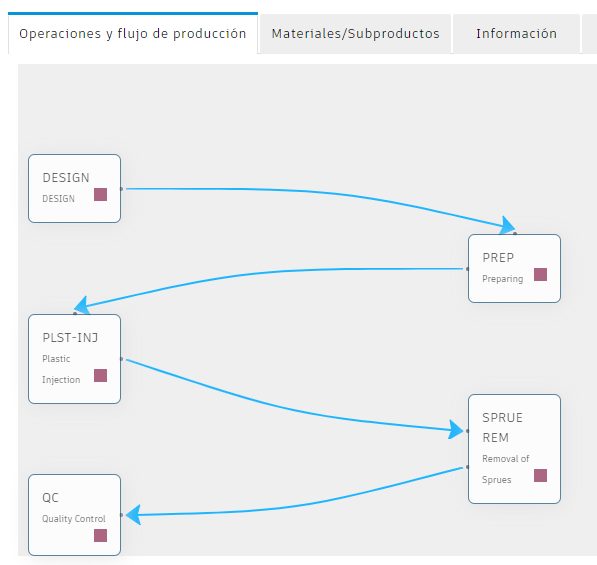 Operaciones y flujo de producción
Materiales/Subproductos
Información
DESIGN
DESIGN
PREP
Preparing
PLST-INJ
Plastic
Injection
SPRUE
REM
Removal of
Sprues
QC
Quality Control